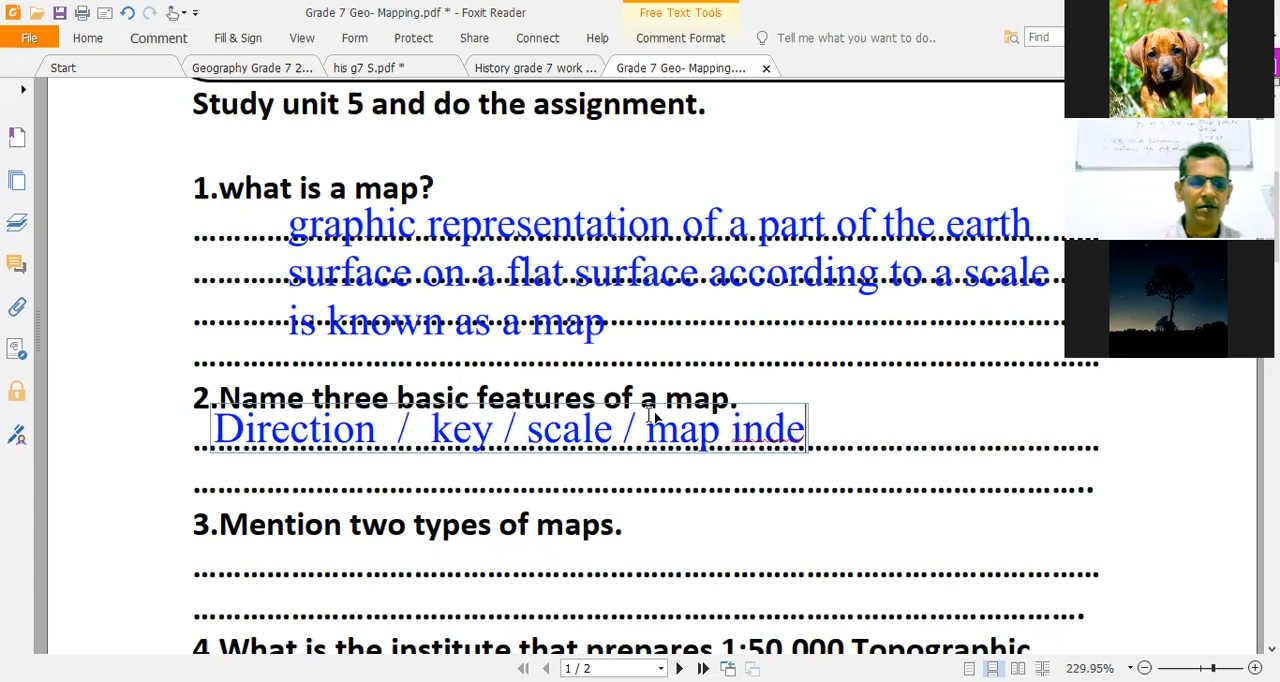 Grade 7 Geo- Mapping.pdf * - Foxit Reader
Free Text Tools
File Home Comment Fill & Sign View Form Protect Share Connect Help Comment Format Tell me what you want to do.. Find
Start Geography Grade 7 2... his g7 S.pdf * History grade 7 work ... Grade 7 Geo- Mapping....
Study unit 5 and do the assignment.
1.what is a map?
graphic representation of a part of the earth
surface on a flat surface according to a scale
is known as a map
2.Name three basic features of a map.
Direction / key / scale / map inde
3.Mention two types of maps.
4.What is the institute that prepares 1:50 000 Topographic
1 / 2
229.95%